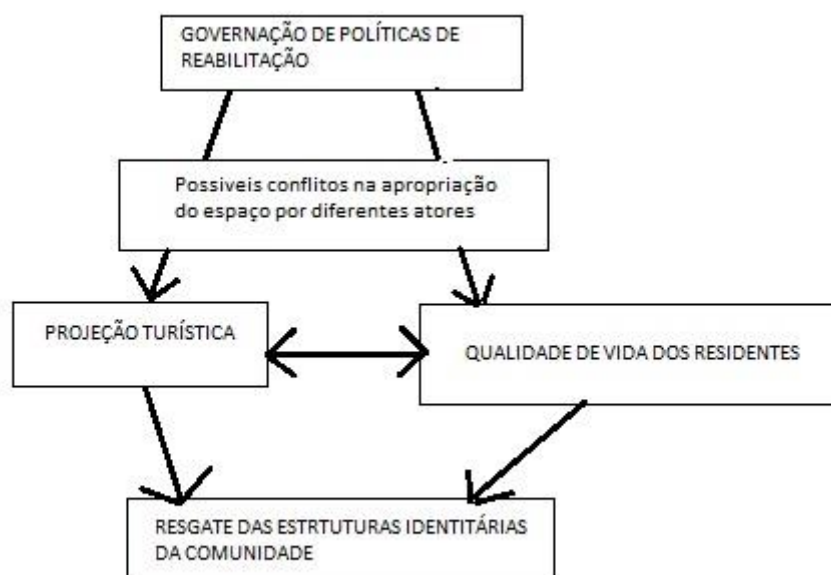 GOVERNAÇÃO DE POLÍTICAS DE
REABILITAÇÃO
Possiveis conflitos na apropriação
do espaço por diferentes atores
PROJEÇÃO TURÍSTICA
QUALIDADE DE VIDA DOS RESIDENTES
RESGATE DAS ESTRTUTURAS IDENTITÁRIAS
DA COMUNIDADE